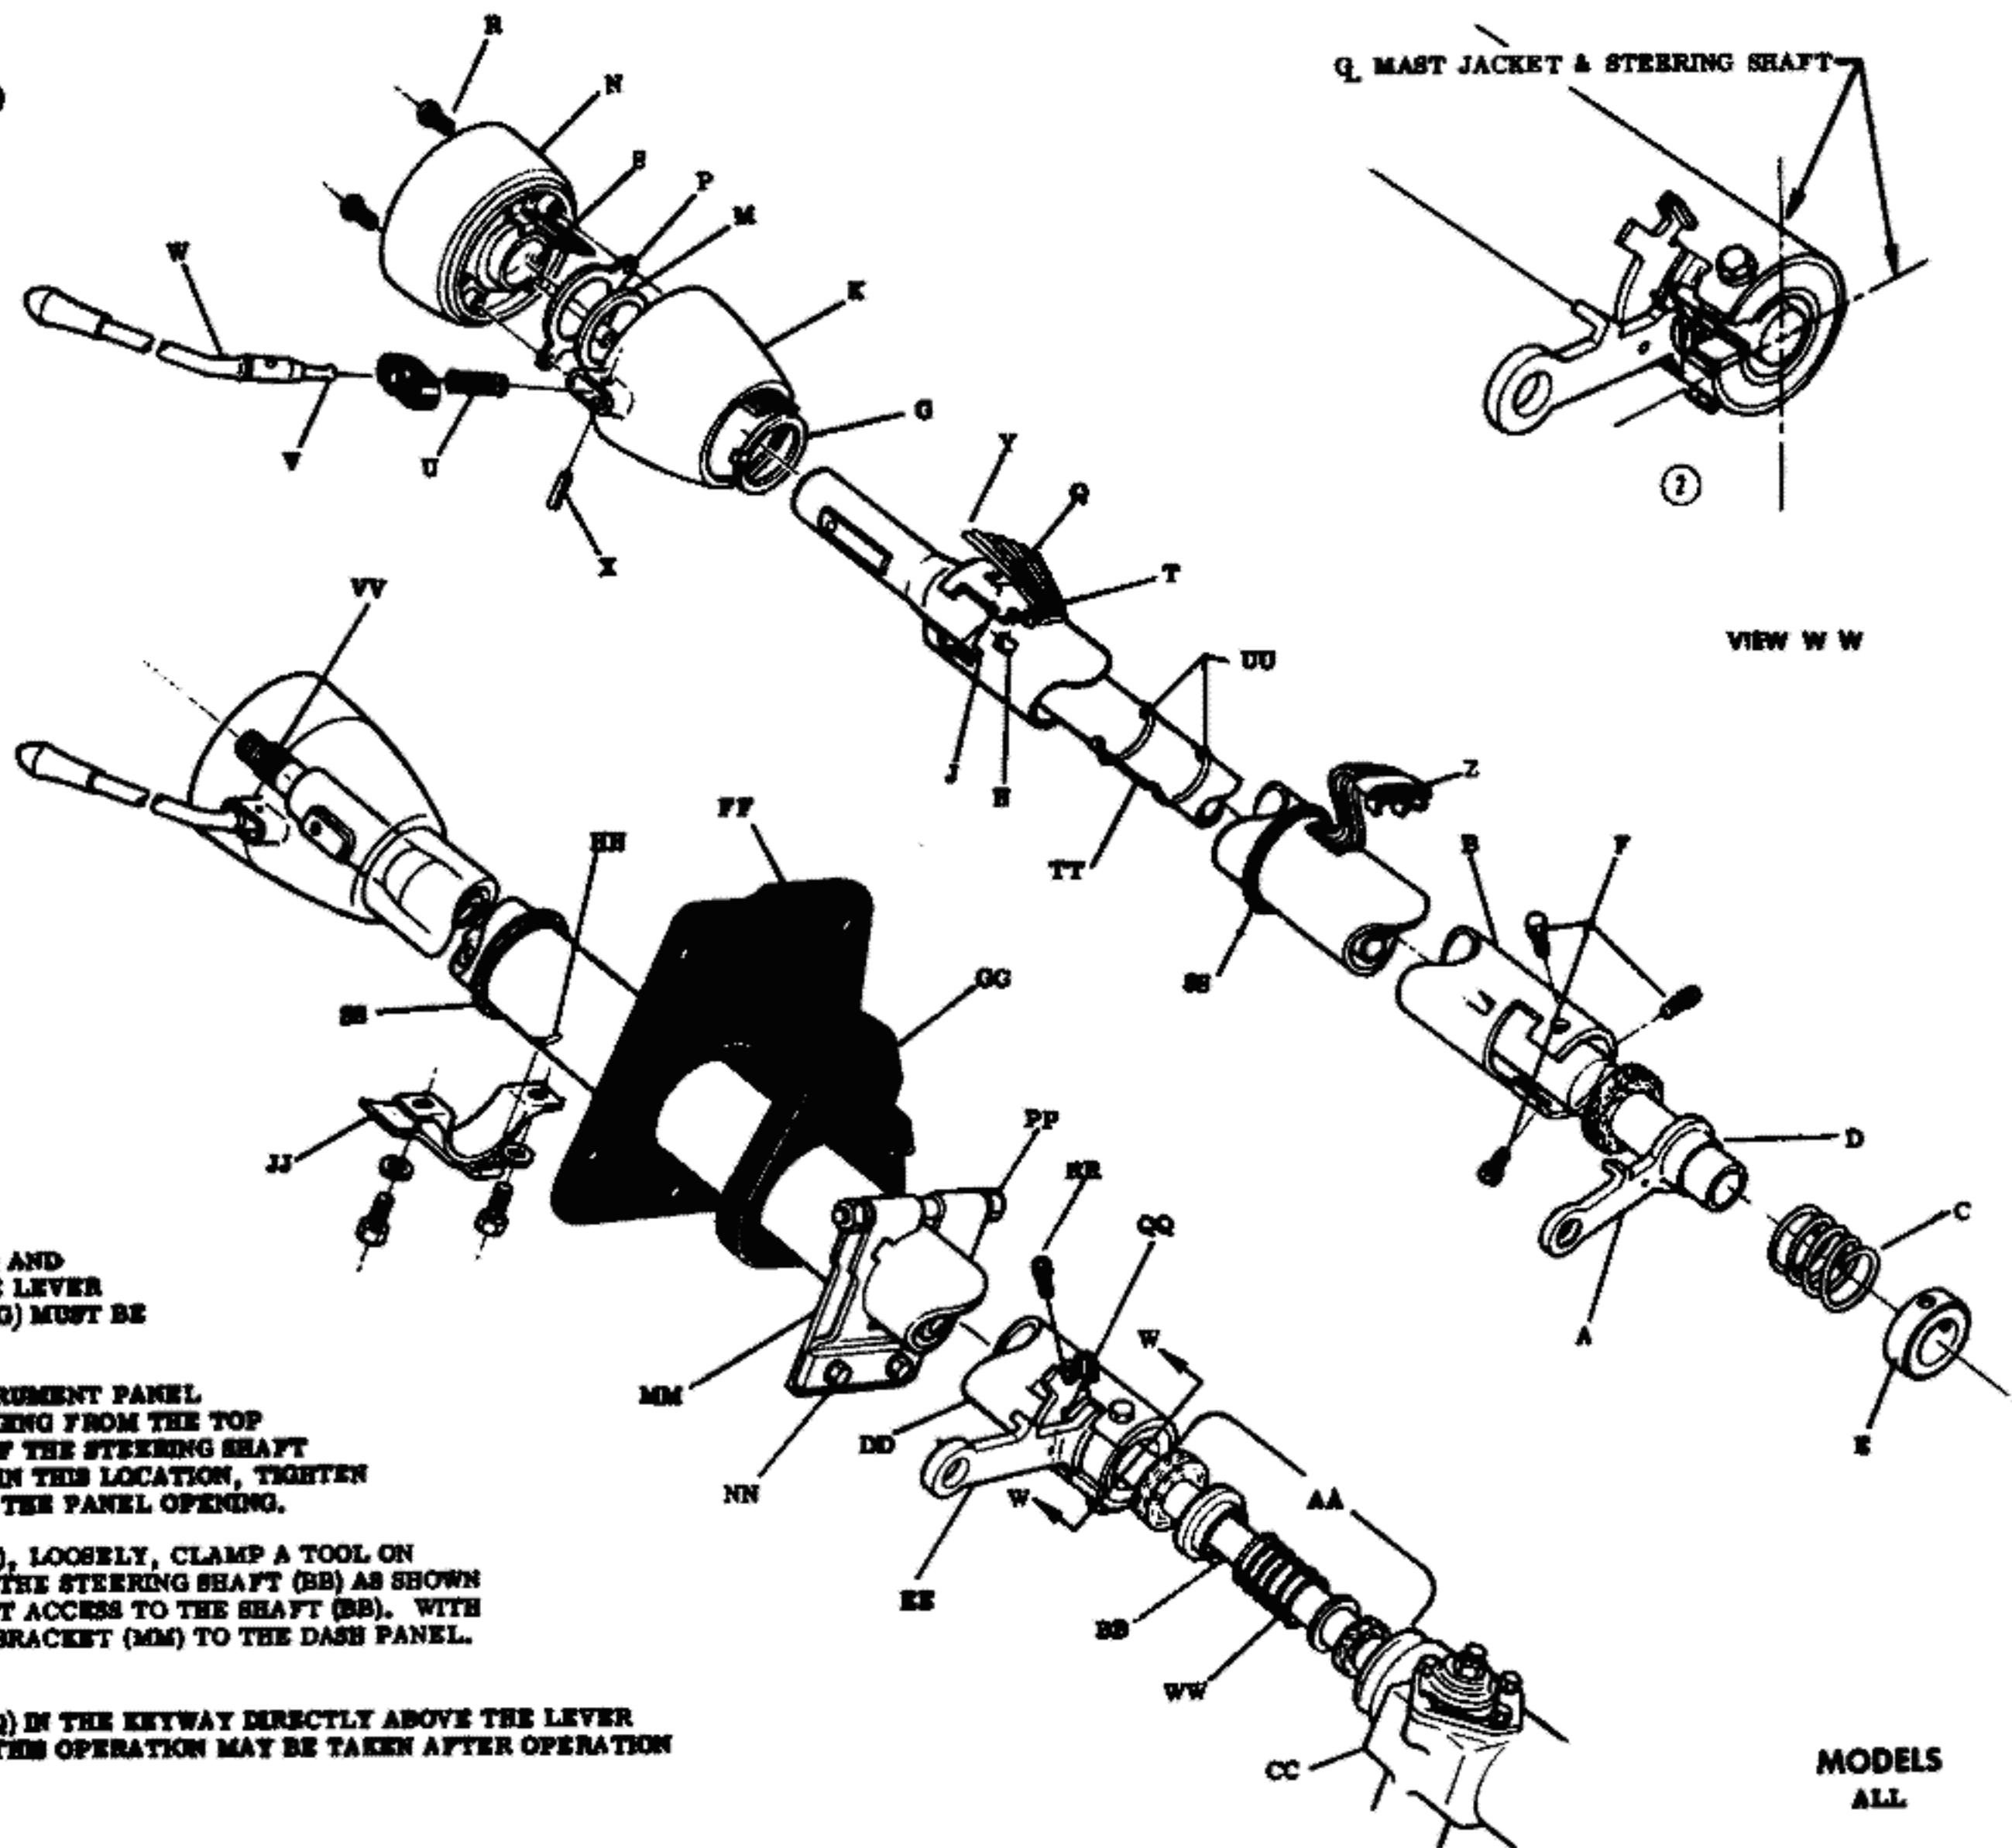 R
N
S
P
M
W
K
G
V
U
X
Y
Q
T
UU
J
H
Z
TT
SS
℄ MAST JACKET & STEERING SHAFT
2
VIEW W W
VV
FF
HH
GG
SS
JJ
PP
RR
QQ
MM
NN
DD
EE
W
W
AA
BB
WW
CC
B
F
D
C
A
E
AND
LEVER
G) MUST BE
RUMENT PANEL
GING FROM THE TOP
F THE STEERING SHAFT
IN THIS LOCATION, TIGHTEN
THE PANEL OPENING.
), LOOSELY, CLAMP A TOOL ON
THE STEERING SHAFT (BB) AS SHOWN
T ACCESS TO THE SHAFT (BB). WITH
BRACKET (MM) TO THE DASH PANEL.
Q) IN THE KEYWAY DIRECTLY ABOVE THE LEVER
THIS OPERATION MAY BE TAKEN AFTER OPERATION
MODELS
ALL